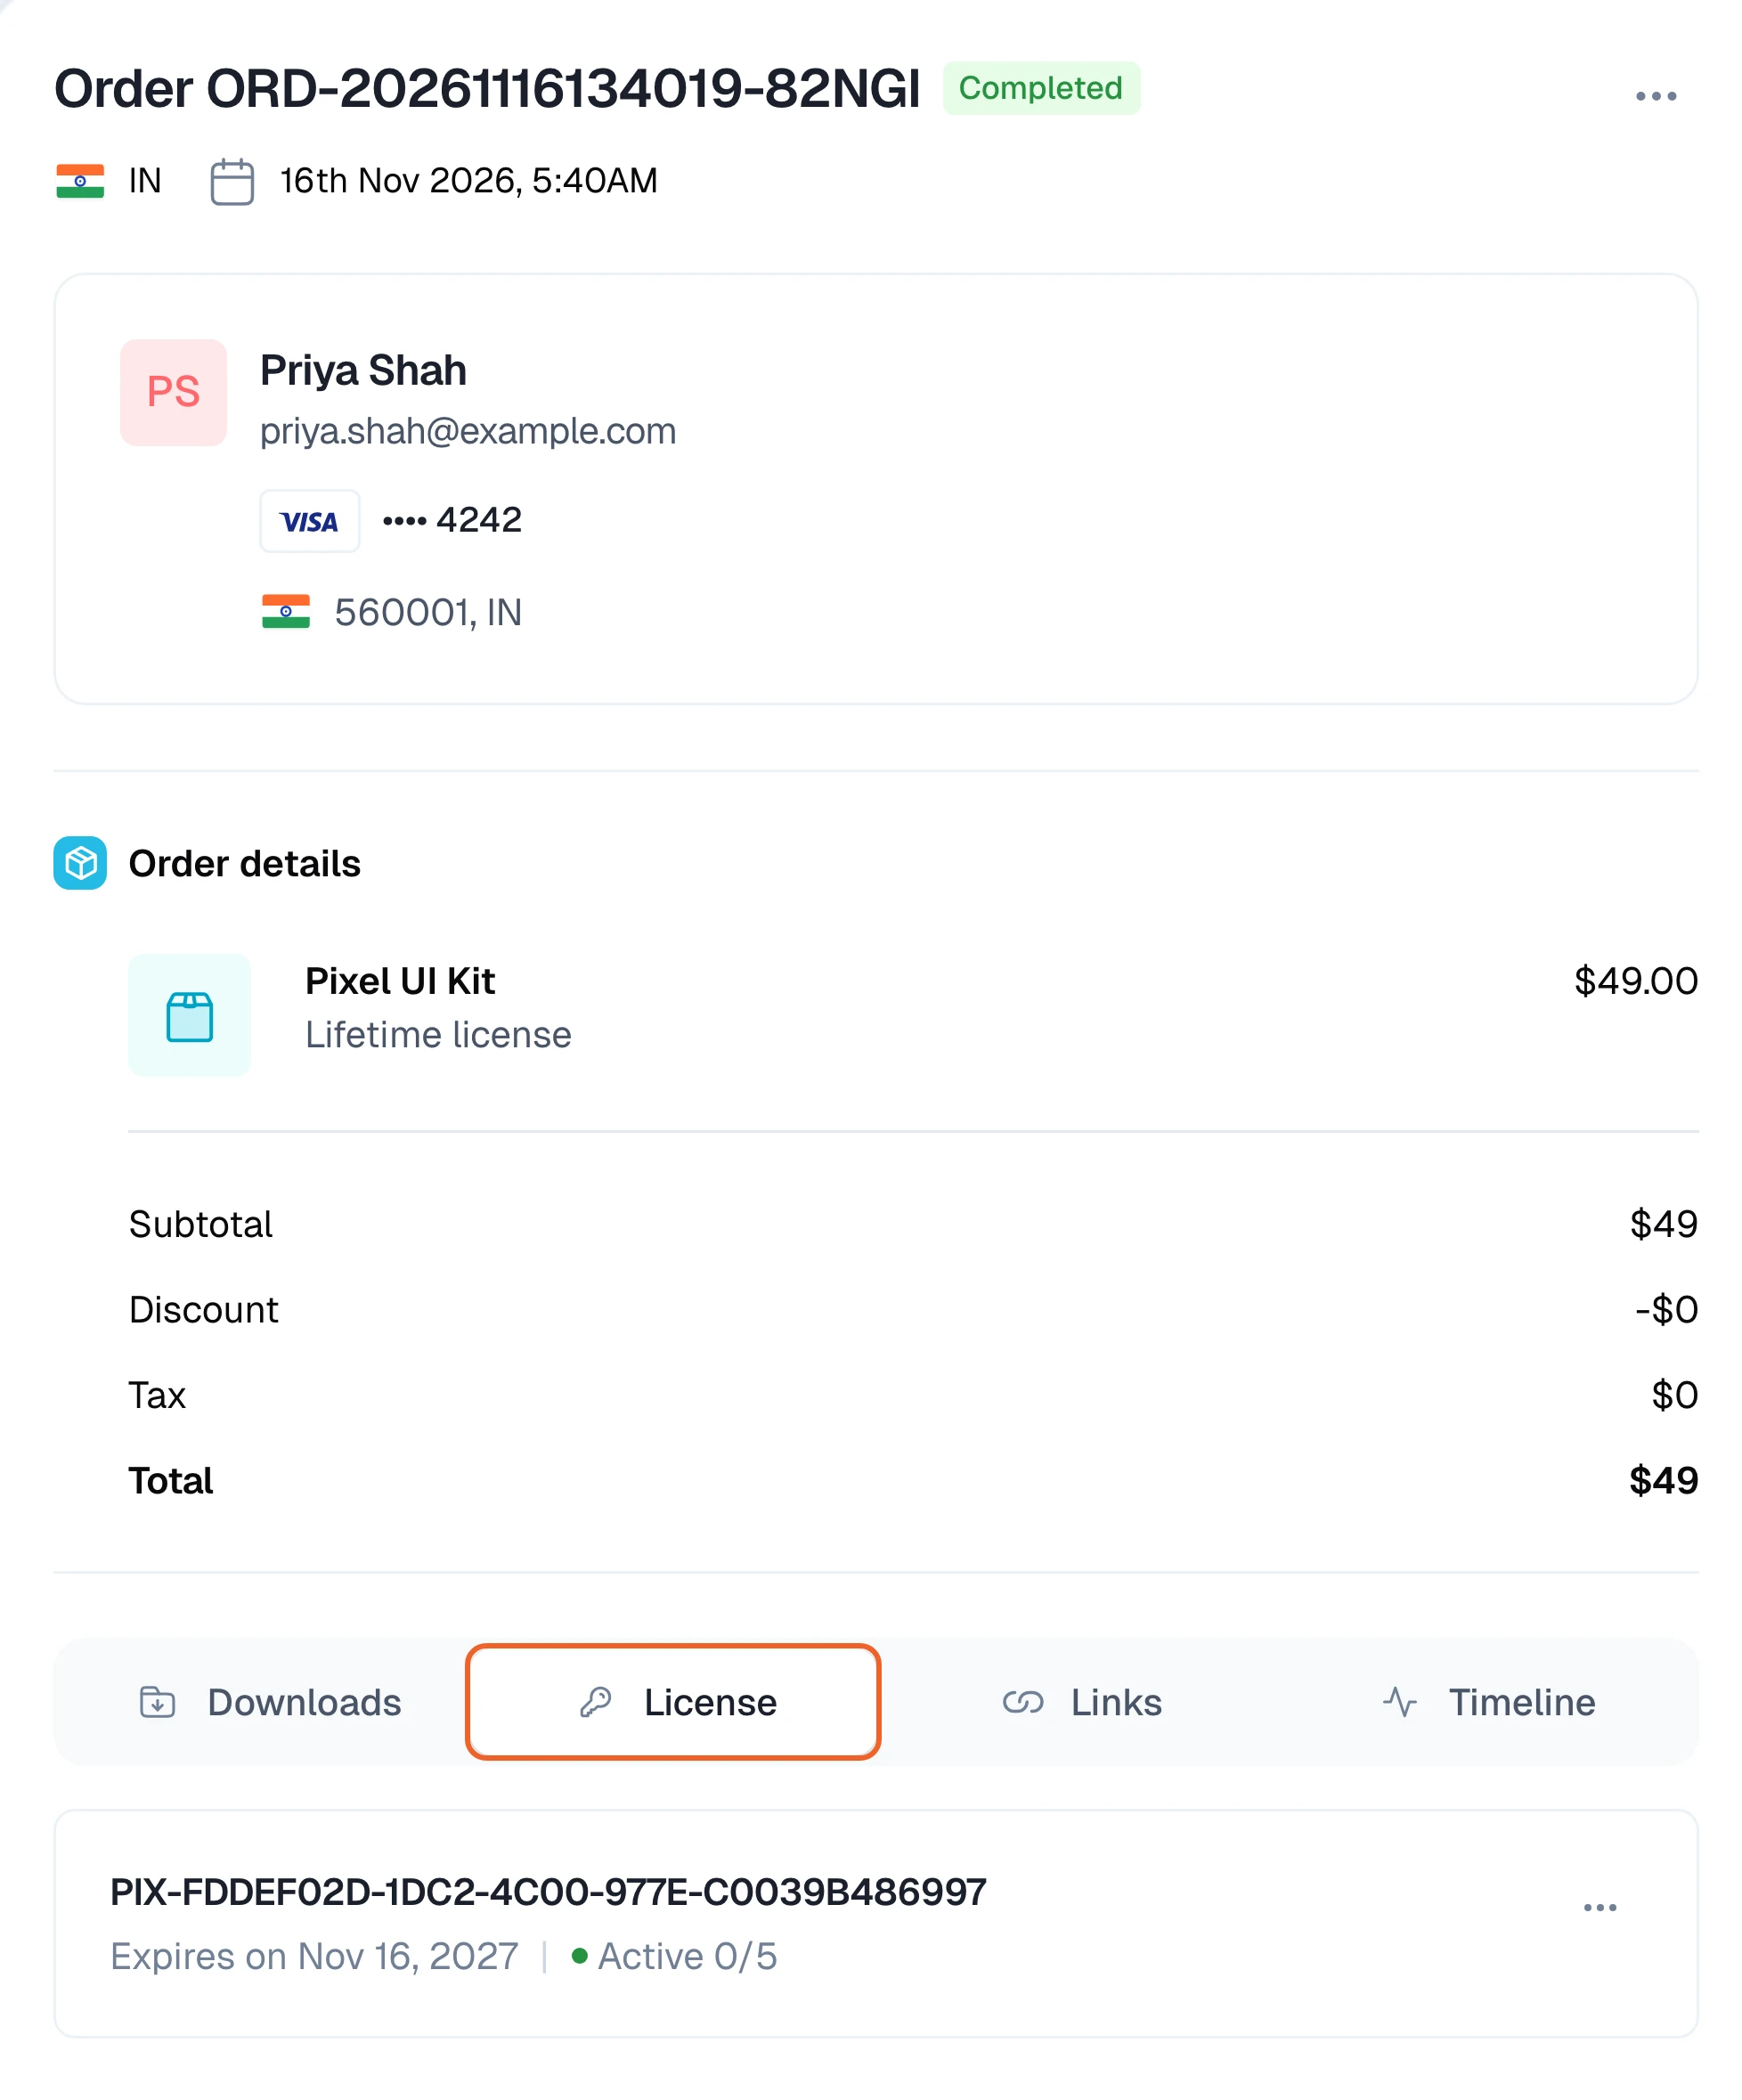 Order ORD-20261116134019-82NGI Completed
IN 16th Nov 2026, 5:40AM
PS
Priya Shah
priya.shah@example.com
VISA •••• 4242
560001, IN
Order details
Pixel UI Kit $49.00
Lifetime license
Subtotal $49
Discount -$0
Tax $0
Total $49
Downloads License Links Timeline
PIX-FDDEF02D-1DC2-4C00-977E-C0039B486997
Expires on Nov 16, 2027 | Active 0/5